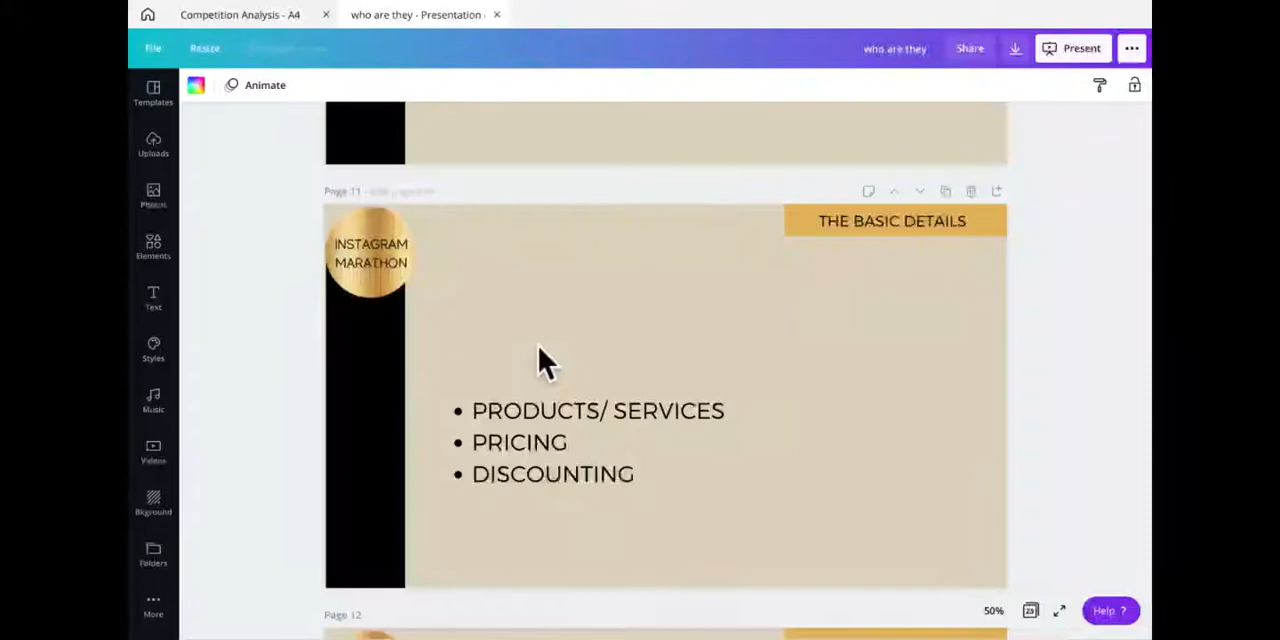 Competition Analysis - A4
who are they - Presentation
File
Resize
who are they
Share
Present
Animate
Templates
Uploads
Photos
Elements
Text
Styles
Music
Videos
Bkground
Folders
More
Page 11
INSTAGRAM
MARATHON
THE BASIC DETAILS
• PRODUCTS/ SERVICES
• PRICING
• DISCOUNTING
Page 12
50%
23
Help ?